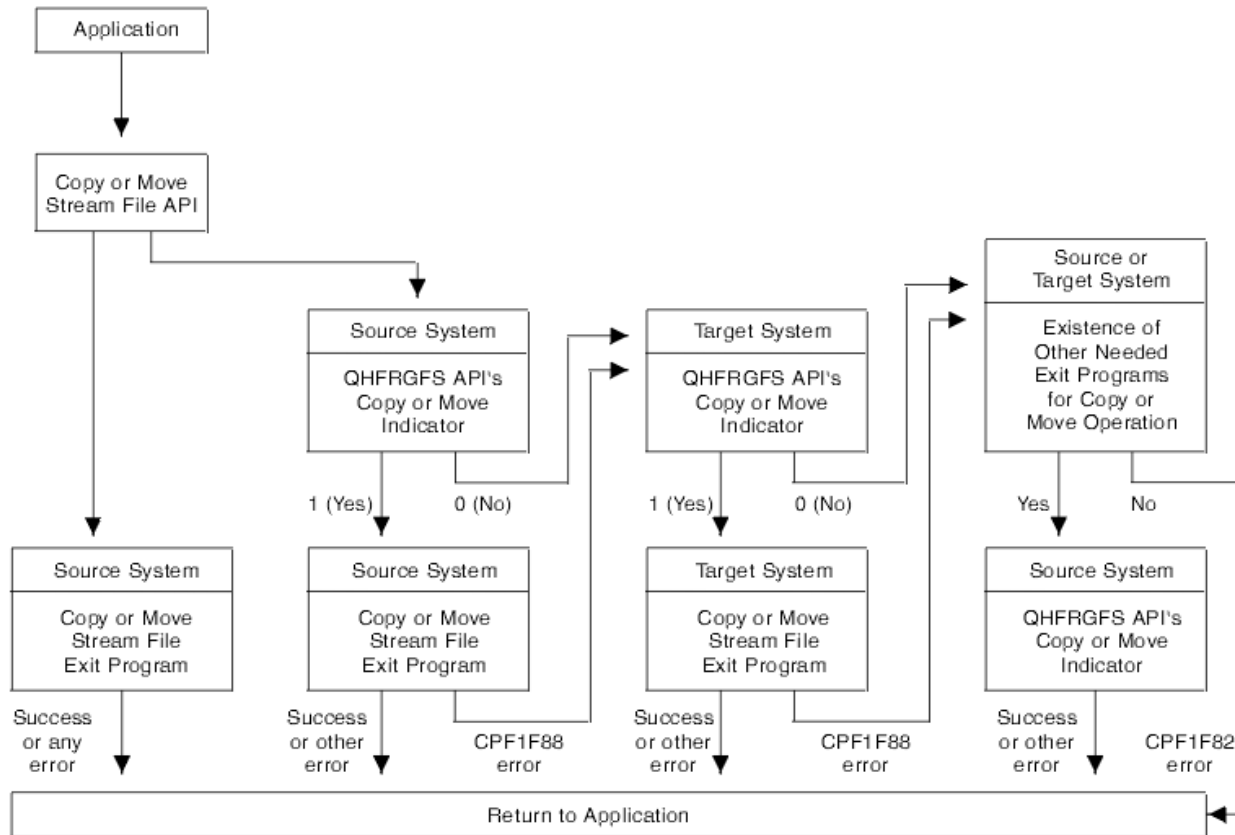 Application
Copy or Move
Stream File API
Source System
QHFRGFS API's
Copy or Move
Indicator
Target System
QHFRGFS API's
Copy or Move
Indicator
Source or
Target System
Existence of
Other Needed
Exit Programs
for Copy or
Move Operation
1 (Yes)
0 (No)
1 (Yes)
0 (No)
Yes
No
Source System
Copy or Move
Stream File
Exit Program
Source System
Copy or Move
Stream File
Exit Program
Target System
Copy or Move
Stream File
Exit Program
Source System
QHFRGFS API's
Copy or Move
Indicator
Success
or any
error
Success
or other
error
CPF1F88
error
Success
or other
error
CPF1F88
error
Success
or other
error
CPF1F82
error
Return to Application